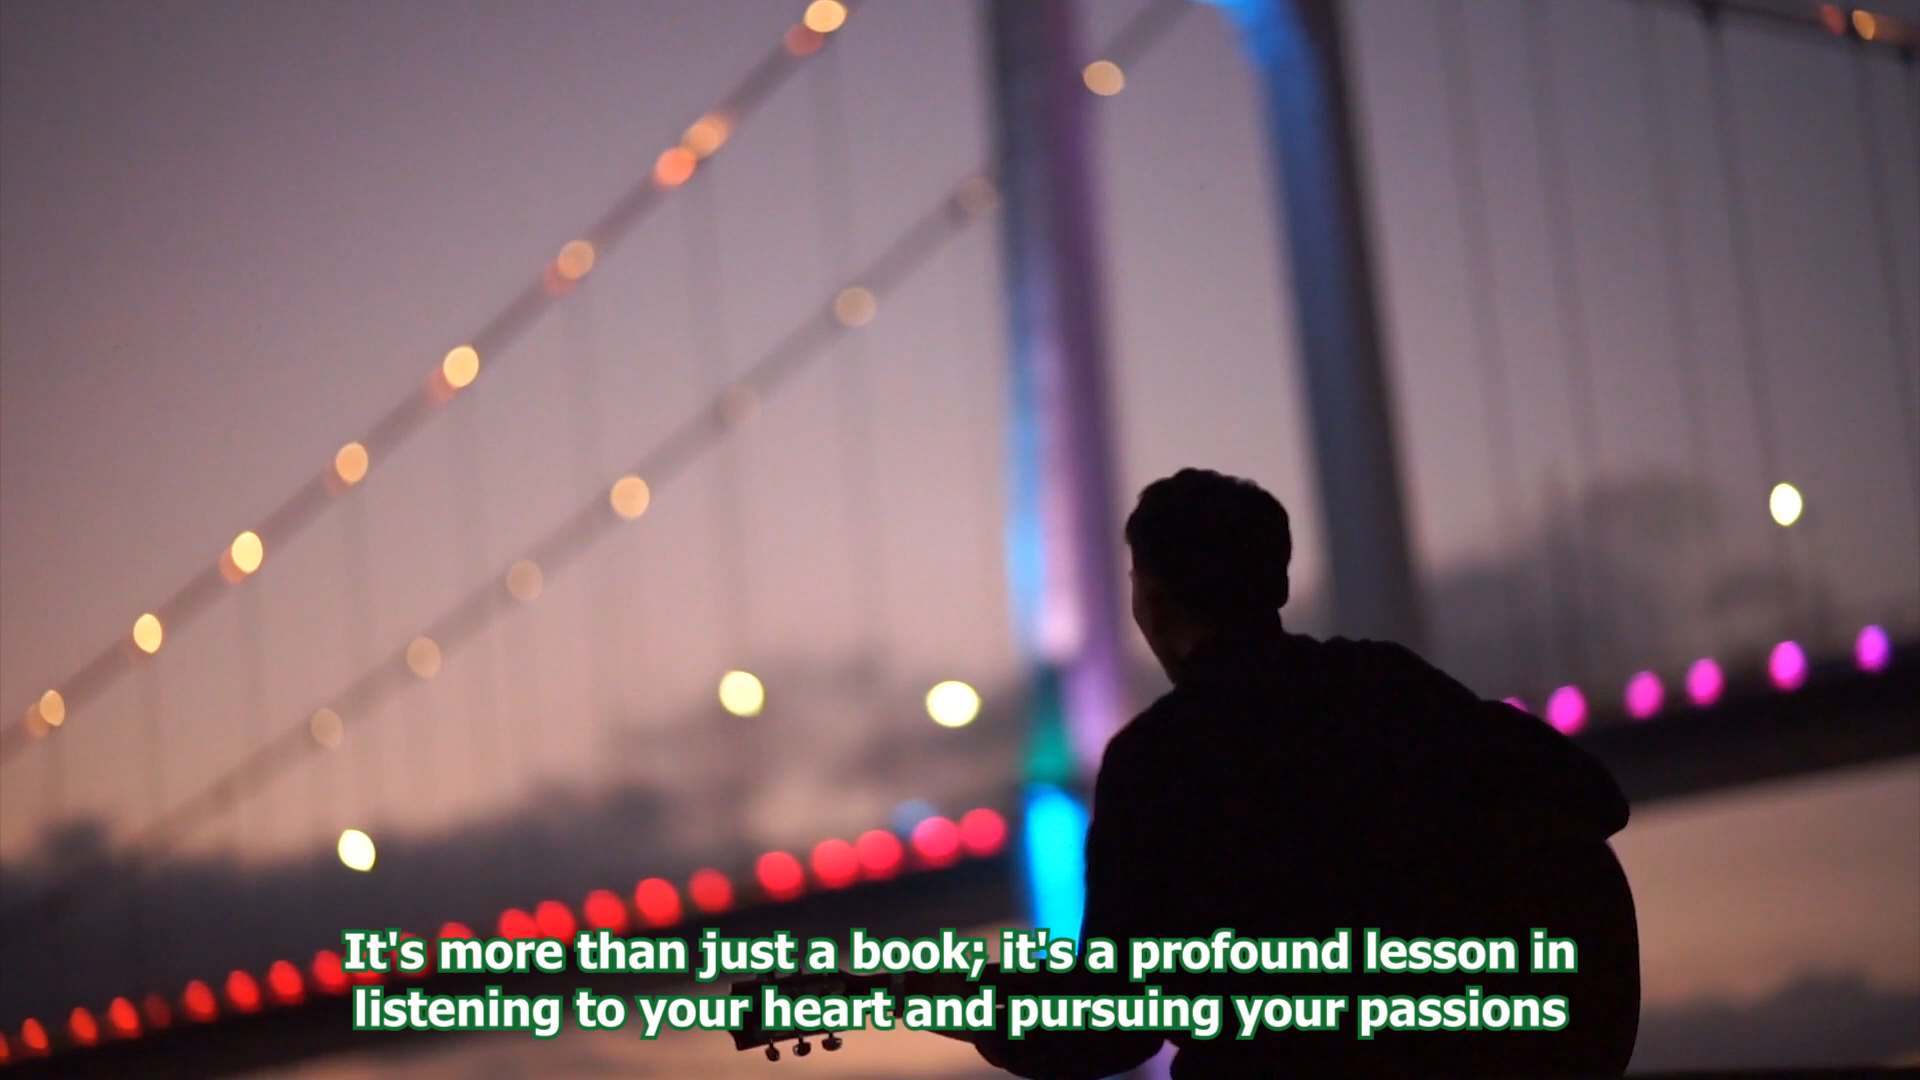 It's more than just a book; it's a profound lesson in
listening to your heart and pursuing your passions